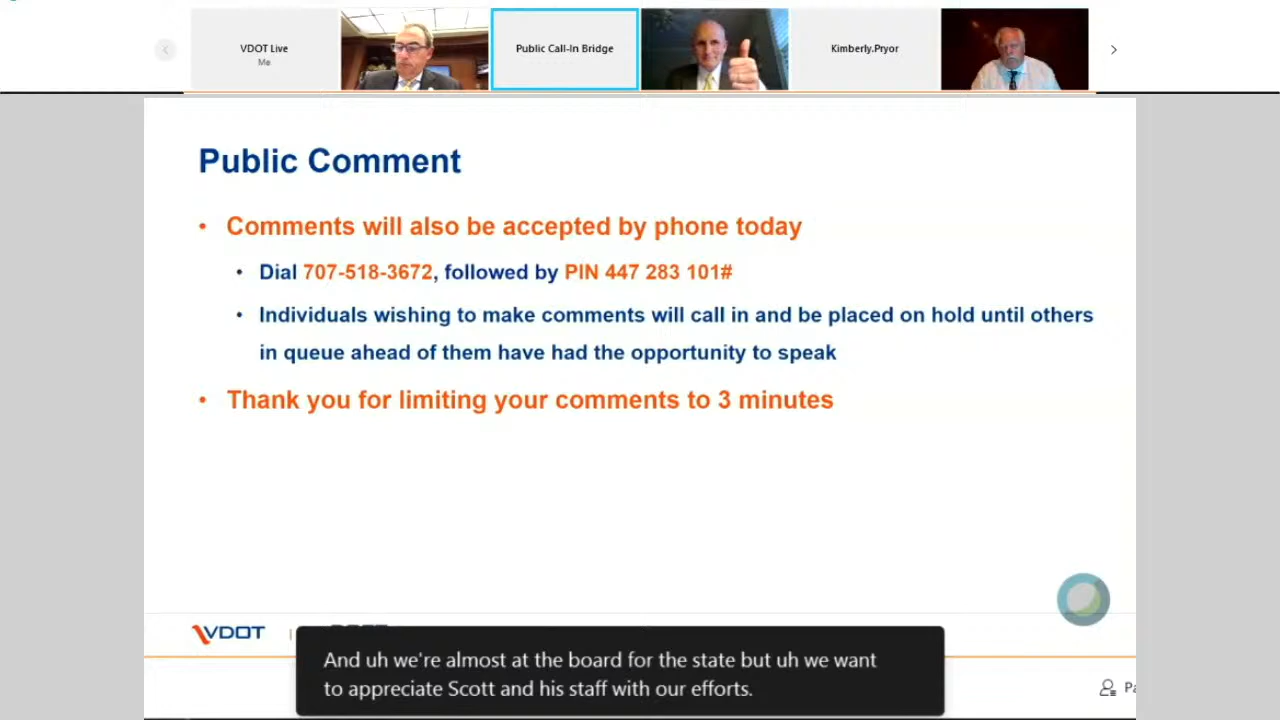 VDOT Live
Me
Public Call-In Bridge
Kimberly.Pryor
Public Comment
• Comments will also be accepted by phone today
• Dial 707-518-3672, followed by PIN 447 283 101#
• Individuals wishing to make comments will call in and be placed on hold until others
in queue ahead of them have had the opportunity to speak
• Thank you for limiting your comments to 3 minutes
VDOT |
And uh we're almost at the board for the state but uh we want
to appreciate Scott and his staff with our efforts.
Pa